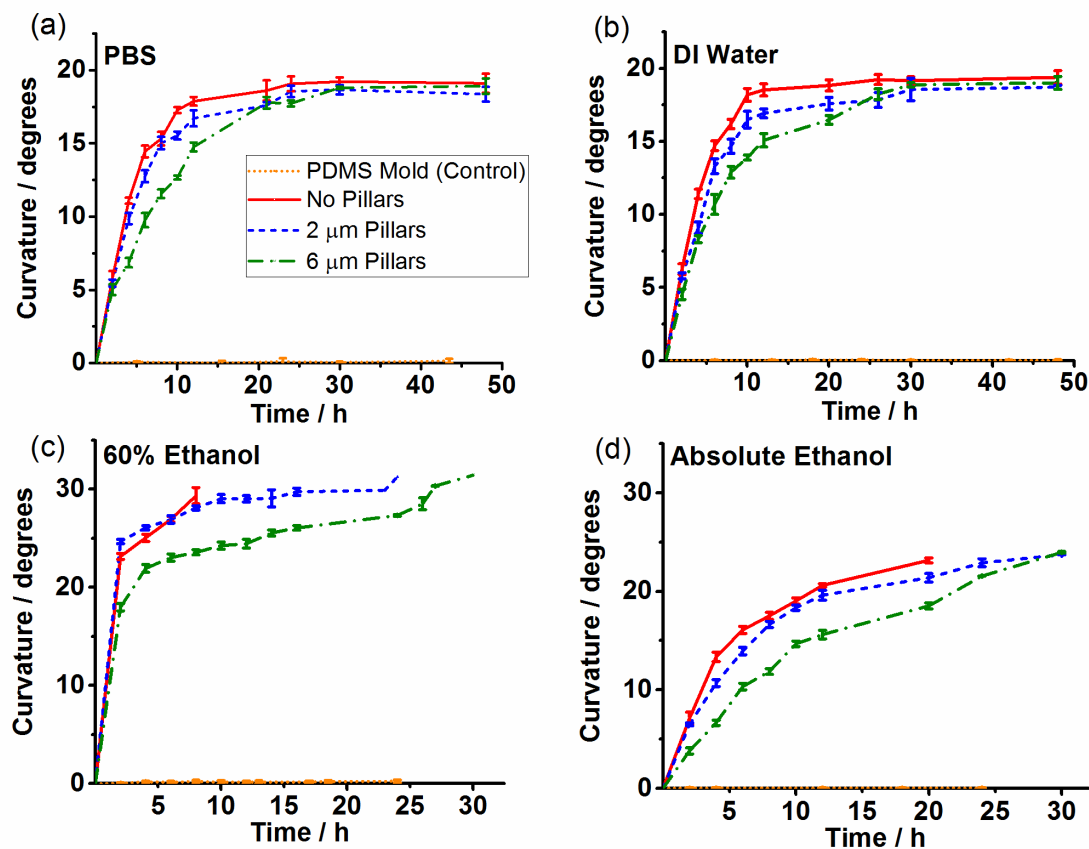 (a)
PBS
20
15
10
5
0
Curvature / degrees
10
20
30
40
50
Time / h
PDMS Mold (Control)
No Pillars
2 µm Pillars
6 µm Pillars
(b)
DI Water
20
15
10
5
0
Curvature / degrees
0
10
20
30
40
50
Time / h
(c)
60% Ethanol
30
20
10
0
Curvature / degrees
5
10
15
20
25
30
Time / h
(d)
Absolute Ethanol
30
20
10
0
Curvature / degrees
5
10
15
20
25
30
Time / h